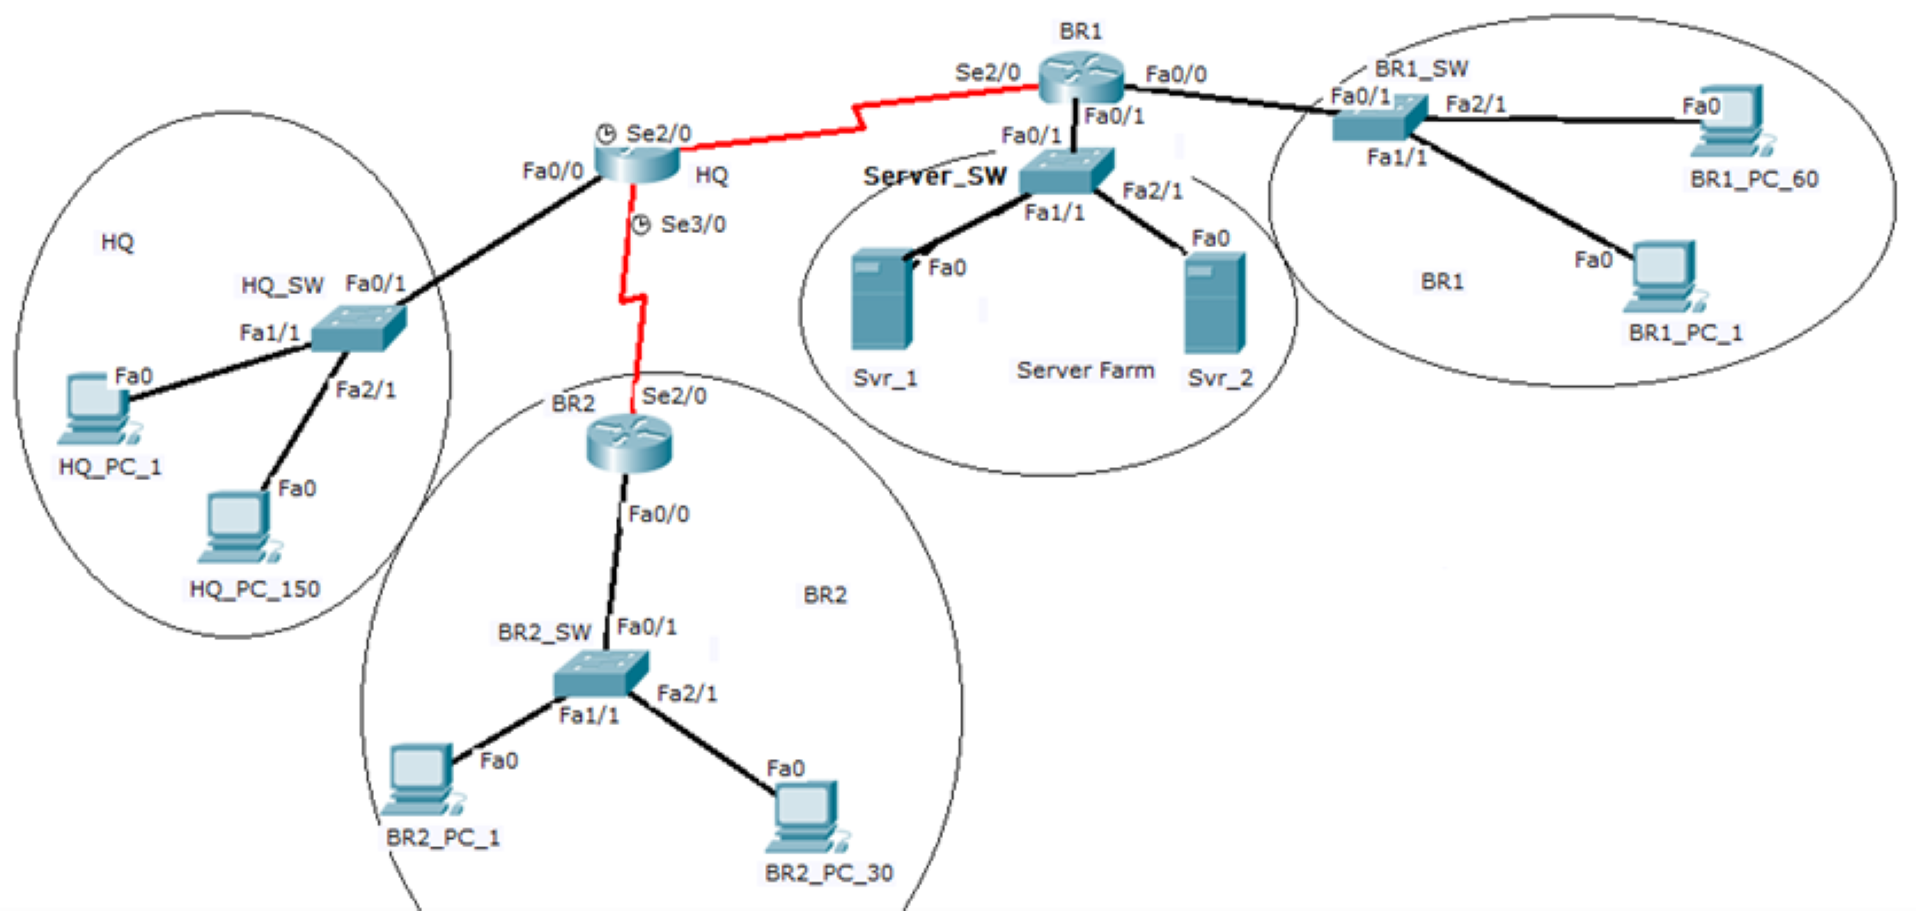 BR1
Se2/0
Fa0/0
BR1_SW
Fa0/1
Fa2/1
Fa0
BR1_PC_60
Fa1/1
Fa0
BR1_PC_1
BR1
Fa0/1
Fa0/1
Server_SW
Fa2/1
Fa1/1
Fa0
Fa0
Svr_1
Server Farm
Svr_2
Se2/0
Fa0/0
HQ
Se3/0
HQ
HQ_SW
Fa0/1
Fa1/1
Fa0
Fa2/1
HQ_PC_1
Fa0
HQ_PC_150
BR2
Se2/0
Fa0/0
BR2
BR2_SW
Fa0/1
Fa2/1
Fa1/1
Fa0
Fa0
BR2_PC_1
BR2_PC_30